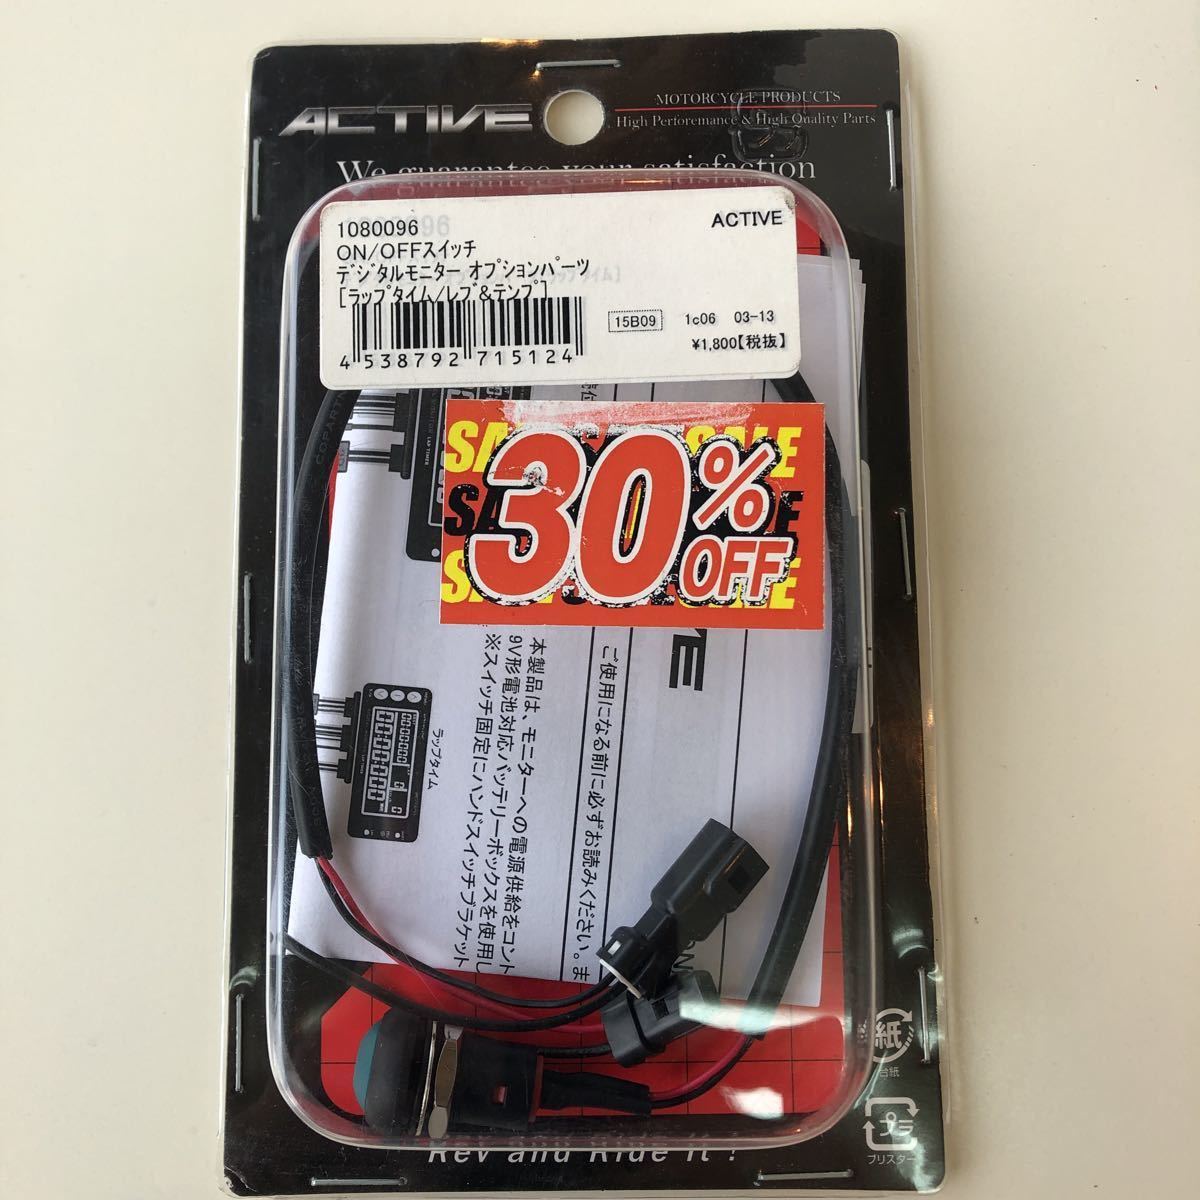 ACTIVE
MOTORCYCLE PRODUCTS
High Perforemance & High Quality Parts
We guarantee your satisfaction
1080096
ACTIVE
ON/OFFスイッチ
デジタルモニター オプションパーツ
[ラップタイム/レブ&テンプ]
15B09 1c06 03-13
¥1,800【税抜】
4 538792 715124
SALE
30% OFF
ご使用になる前に必ずお読みください。ま
本製品は、モニターへの電源供給をコント
9V形電池対応バッテリーボックスを使用し
※スイッチ固定にハンドスイッチブラケット
ラップタイム
紙
台紙
プラ
ブリスター
Rev and Ride it !